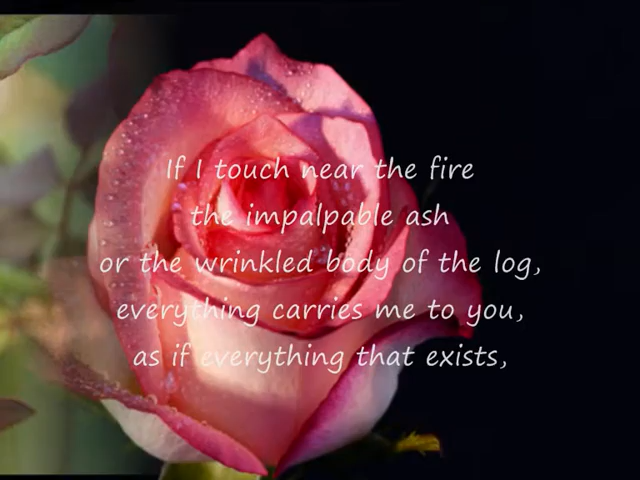 If I touch near the fire
the impalpable ash
or the wrinkled body of the log,
everything carries me to you,
as if everything that exists,